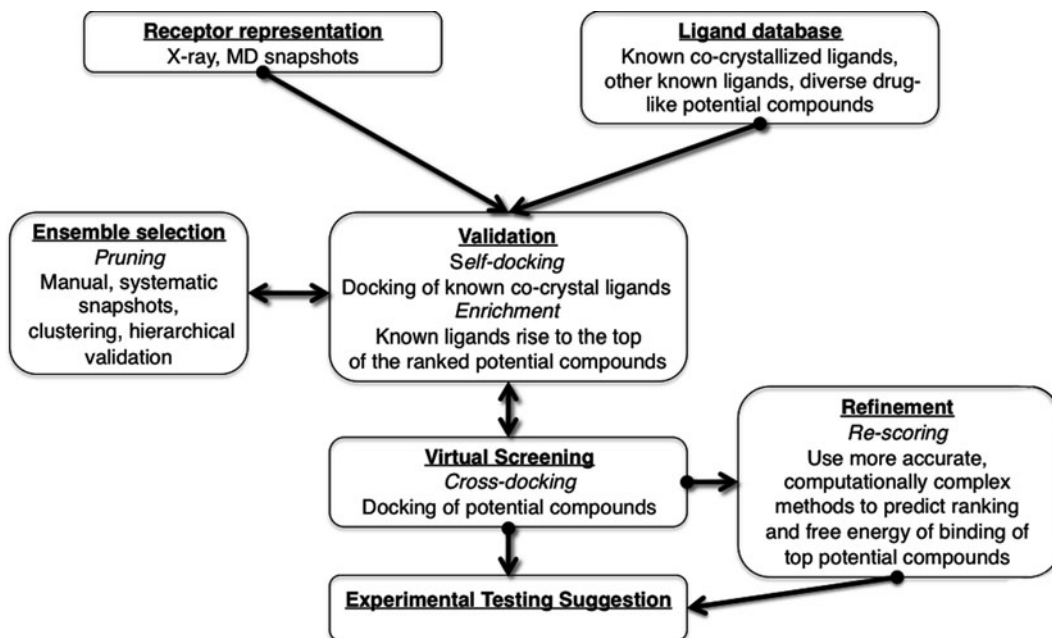 Receptor representation
X-ray, MD snapshots
Ligand database
Known co-crystallized ligands,
other known ligands, diverse drug-
like potential compounds
Ensemble selection
Pruning
Manual, systematic
snapshots,
clustering, hierarchical
validation
Validation
Self-docking
Docking of known co-crystal ligands
Enrichment
Known ligands rise to the top
of the ranked potential compounds
Virtual Screening
Cross-docking
Docking of potential compounds
Refinement
Re-scoring
Use more accurate,
computationally complex
methods to predict ranking
and free energy of binding of
top potential compounds
Experimental Testing Suggestion